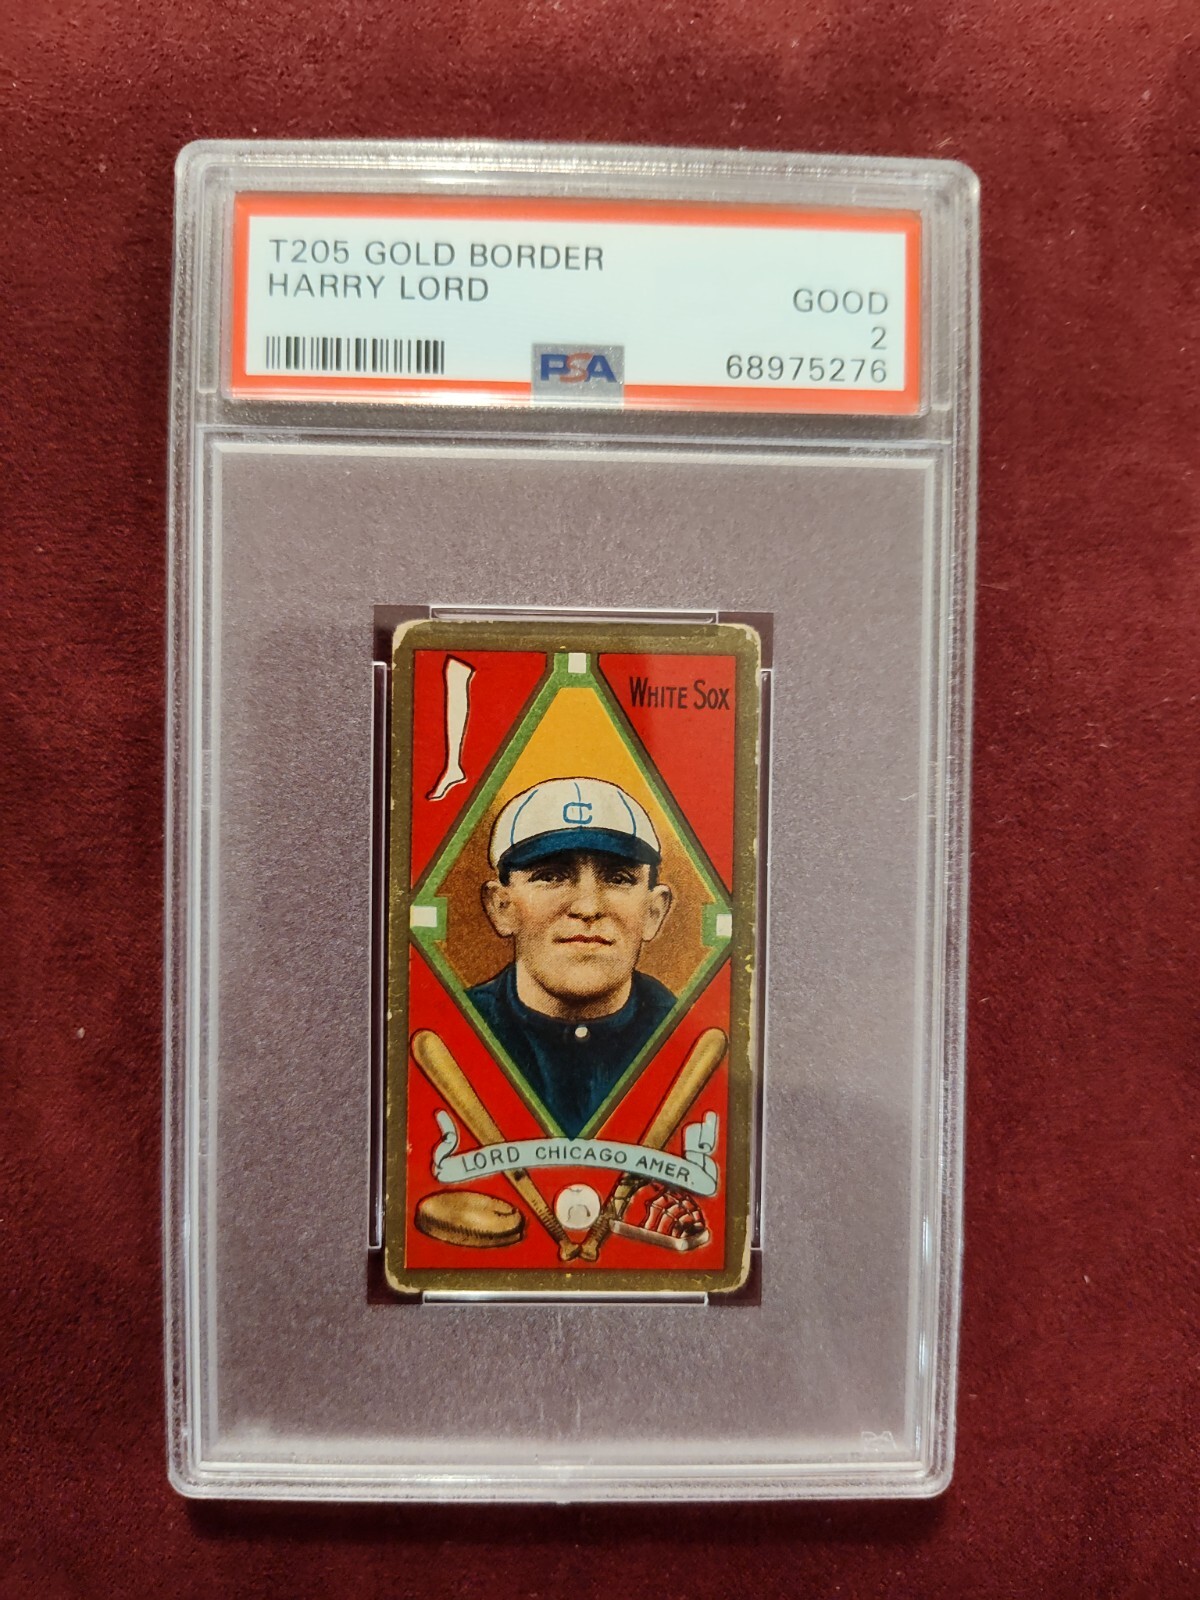 T205 GOLD BORDER
HARRY LORD
GOOD
2
PSA
68975276
WHITE SOX
C
LORD CHICAGO AMER.